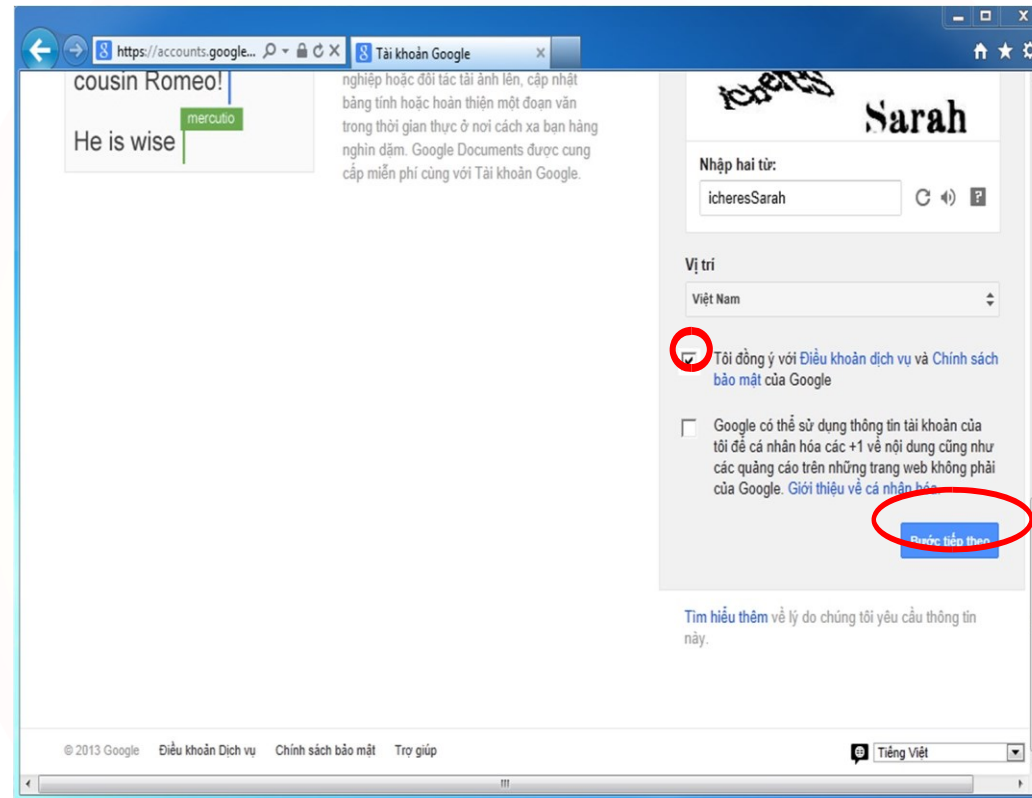 https://accounts.google...
Tài khoản Google
cousin Romeo!
mercutio
He is wise
nghiệp hoặc đối tác tải ảnh lên, cập nhật
bảng tính hoặc hoàn thiện một đoạn văn
trong thời gian thực ở nơi cách xa bạn hàng
nghìn dặm. Google Documents được cung
cấp miễn phí cùng với Tài khoản Google.
icheres Sarah
Nhập hai từ:
icheresSarah
Vị trí
Việt Nam
Tôi đồng ý với Điều khoản dịch vụ và Chính sách
bảo mật của Google
Google có thể sử dụng thông tin tài khoản của
tôi để cá nhân hóa các +1 về nội dung cũng như
các quảng cáo trên những trang web không phải
của Google. Giới thiệu về cá nhân hóa.
Bước tiếp theo
Tìm hiểu thêm về lý do chúng tôi yêu cầu thông tin
này.
© 2013 Google Điều khoản Dịch vụ Chính sách bảo mật Trợ giúp
Tiếng Việt